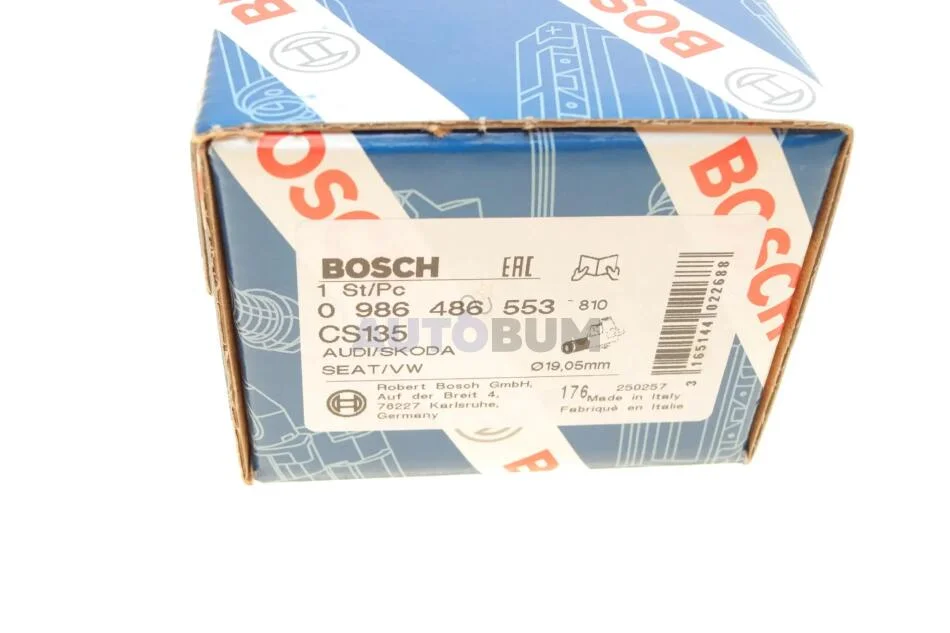 BOSCH
BOSCH
BOSCH
BOSCH
BOSCH EAC
1 St/Pc
0 986 486 553 810
CS135
AUTOBUM
AUDI/SKODA
SEAT/VW Ø19,05mm
Robert Bosch GmbH,
Auf der Breit 4,
76227 Karlsruhe,
Germany
176 250257
Made in Italy
Fabriqué en Italie
3 165144 022688